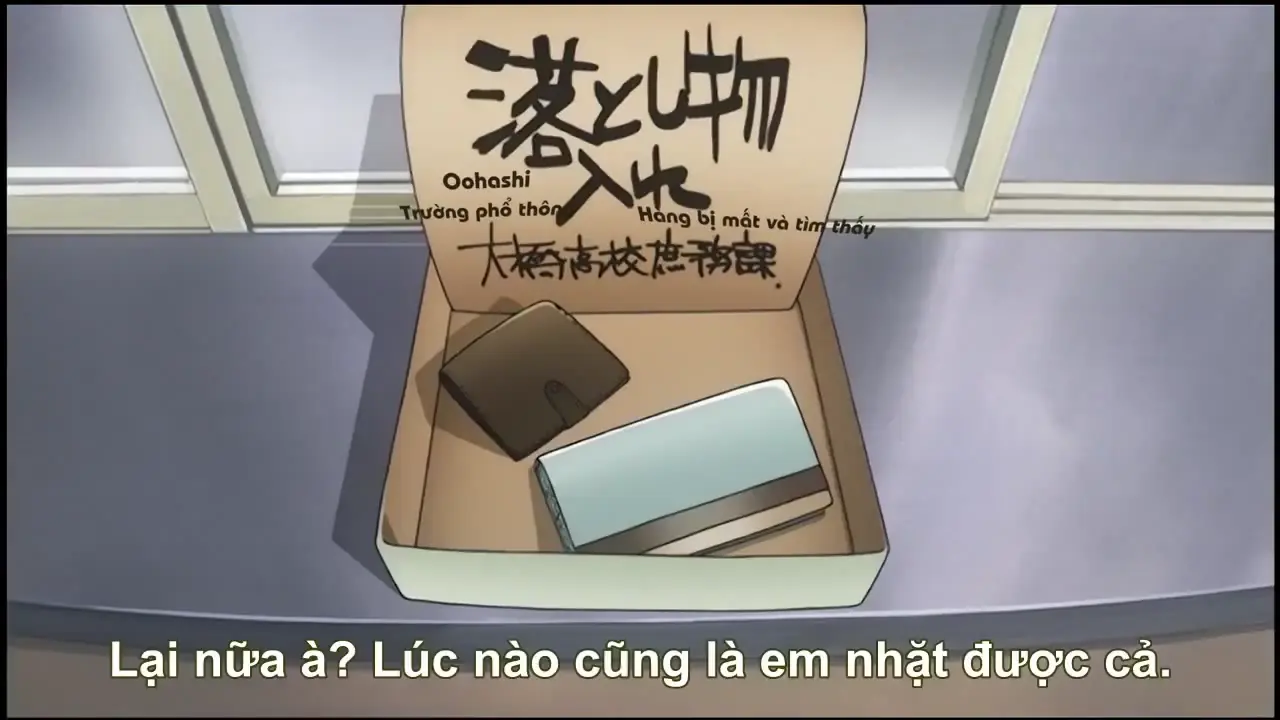 落とし物
入れ
Oohashi
Trường phổ thôn
Hàng bị mất và tìm thấy
大橋高校庶務課
Lại nữa à? Lúc nào cũng là em nhặt được cả.